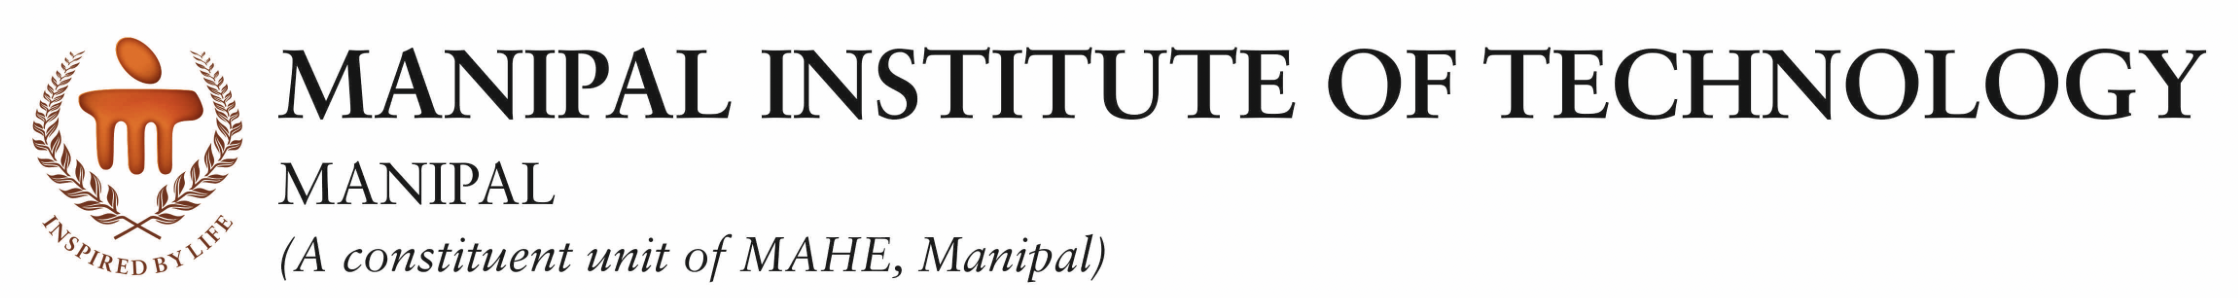 MANIPAL INSTITUTE OF TECHNOLOGY
MANIPAL
(A constituent unit of MAHE, Manipal)
INSPIRED BY LIFE